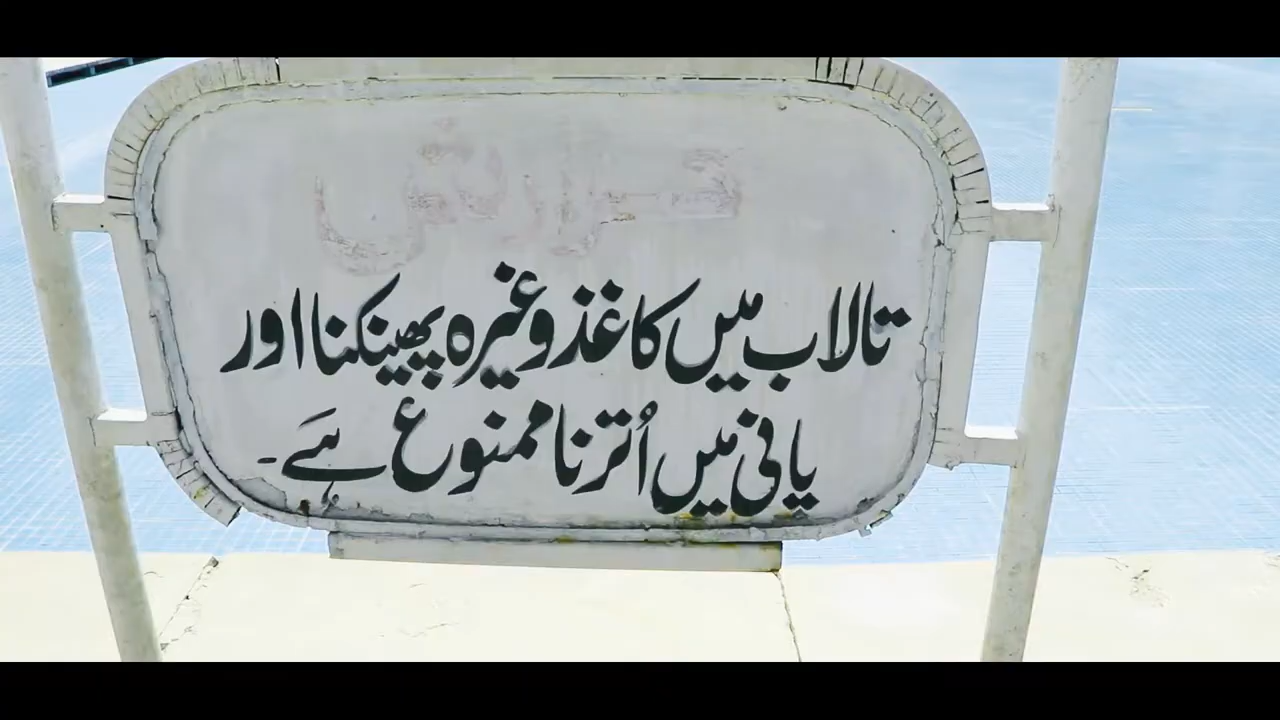 تالاب میں کاغذ وغیرہ پھینکنا اور
پانی میں اُترنا ممنوع ہے۔